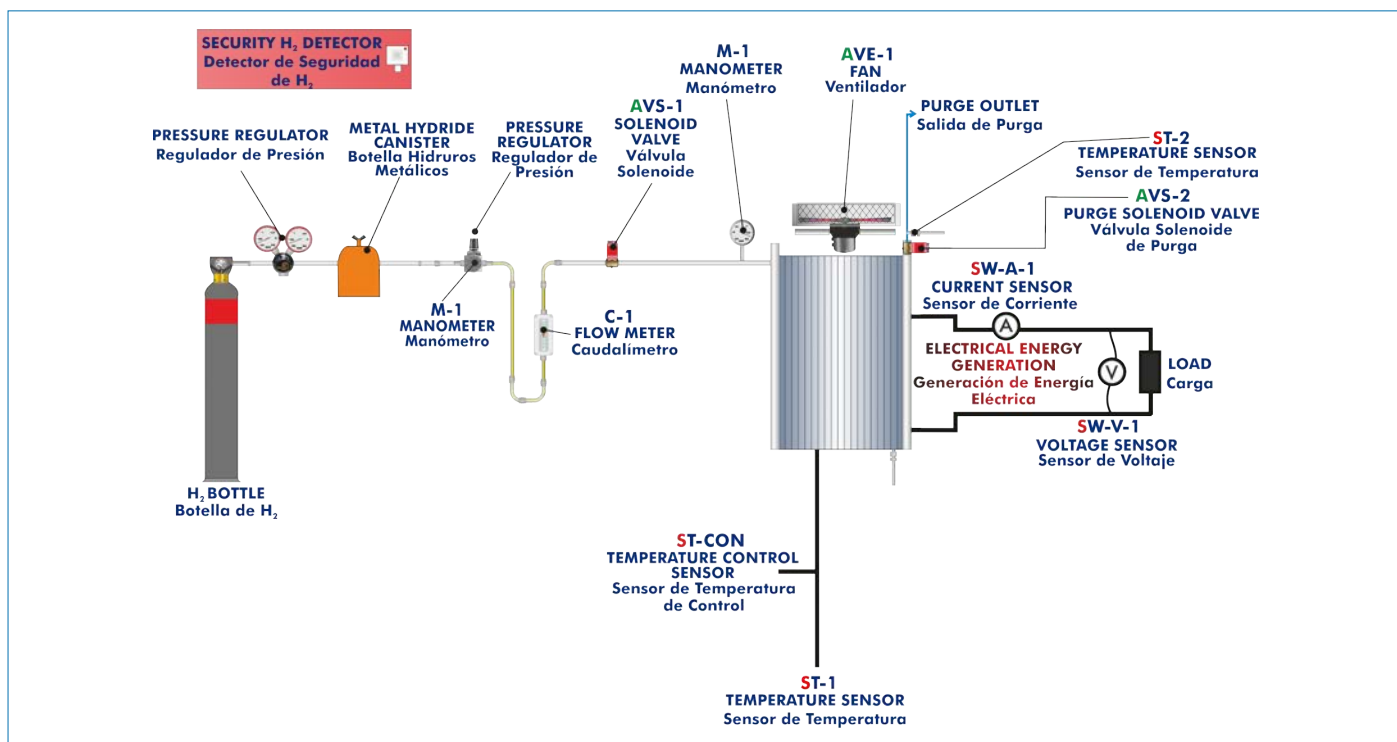 SECURITY H₂ DETECTOR
Detector de Seguridad
de H₂
PRESSURE REGULATOR
Regulador de Presión
METAL HYDRIDE
CANISTER
Botella Hidruros
Metálicos
PRESSURE
REGULATOR
Regulador de
Presión
AVS-1
SOLENOID
VALVE
Válvula
Solenoide
M-1
MANOMETER
Manómetro
AVE-1
FAN
Ventilador
PURGE OUTLET
Salida de Purga
ST-2
TEMPERATURE SENSOR
Sensor de Temperatura
AVS-2
PURGE SOLENOID VALVE
Válvula Solenoide
de Purga
SW-A-1
CURRENT SENSOR
Sensor de Corriente
A
ELECTRICAL ENERGY
GENERATION
Generación de Energía
Eléctrica
V
LOAD
Carga
SW-V-1
VOLTAGE SENSOR
Sensor de Voltaje
M-1
MANOMETER
Manómetro
C-1
FLOW METER
Caudalímetro
H₂ BOTTLE
Botella de H₂
ST-CON
TEMPERATURE CONTROL
SENSOR
Sensor de Temperatura
de Control
ST-1
TEMPERATURE SENSOR
Sensor de Temperatura